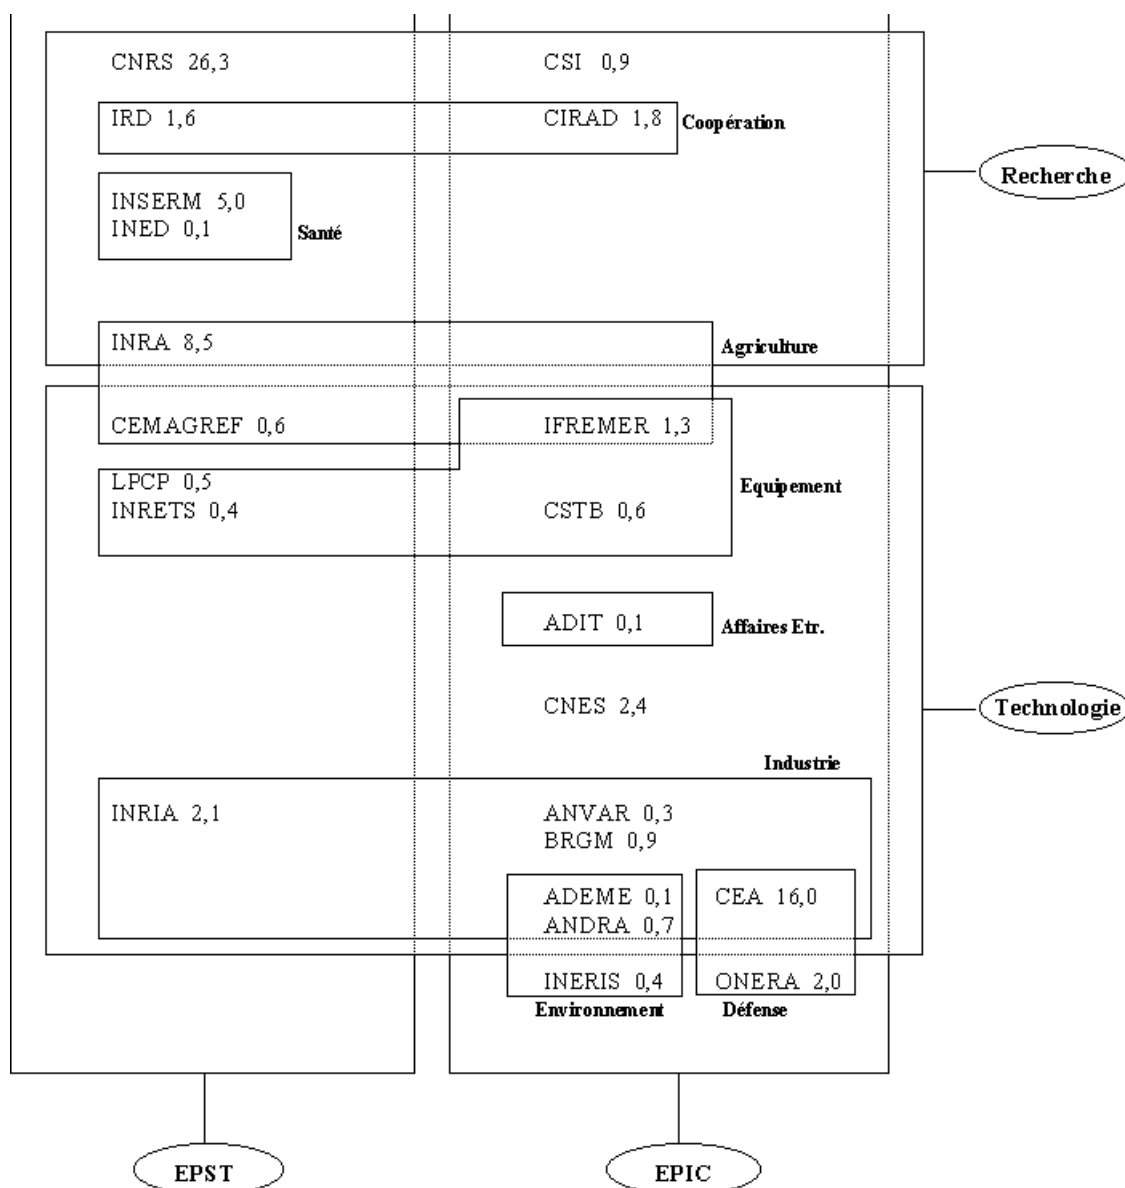 CNRS 26,3 CSI 0,9
IRD 1,6 CIRAD 1,8 Coopération
Recherche
INSERM 5,0
INED 0,1 Santé
INRA 8,5 Agriculture
CEMAGREF 0,6 IFREMER 1,3
LPCP 0,5 Equipement
INRETS 0,4 CSTB 0,6
ADIT 0,1 Affaires Etr.
CNES 2,4 Technologie
Industrie
INRIA 2,1 ANVAR 0,3
BRGM 0,9
ADEME 0,1 CEA 16,0
ANDRA 0,7
INERIS 0,4 ONERA 2,0
Environnement Défense
EPST EPIC